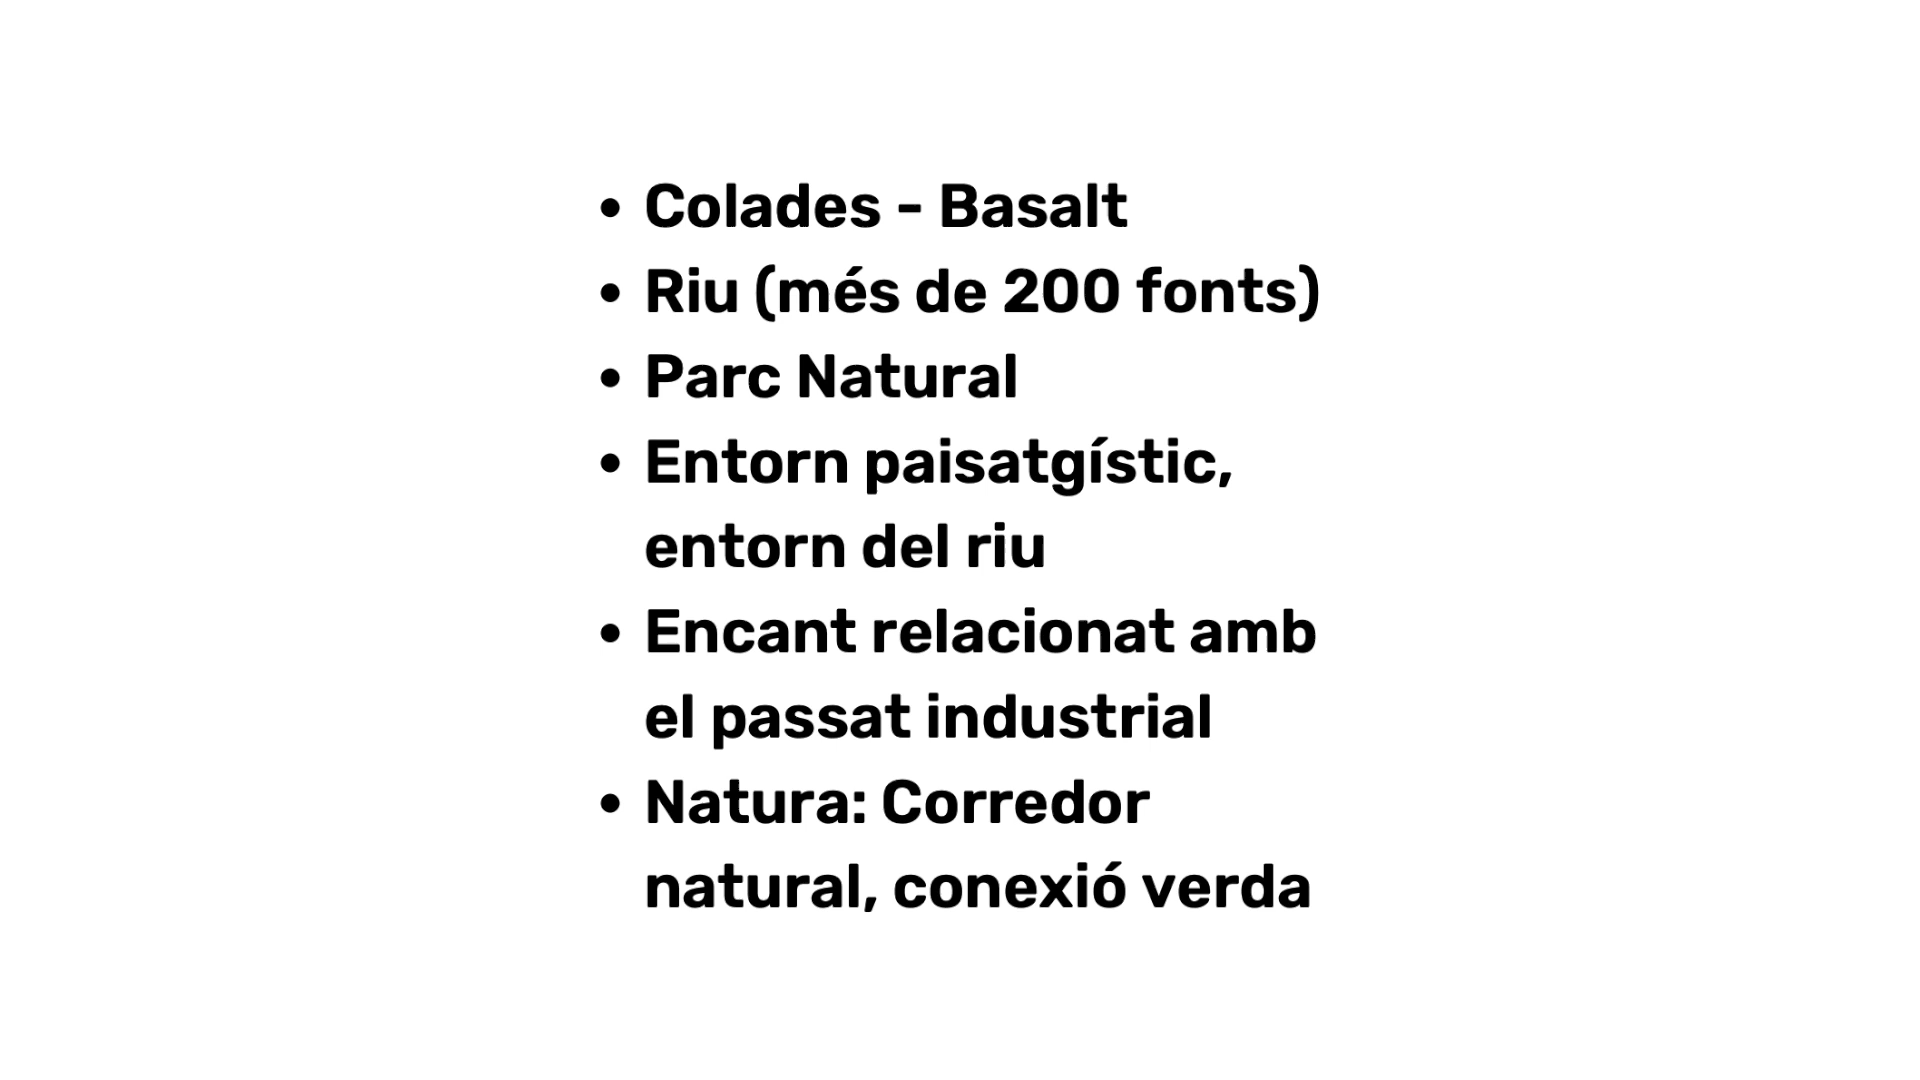 • Colades - Basalt
• Riu (més de 200 fonts)
• Parc Natural
• Entorn paisatgístic,
entorn del riu
• Encant relacionat amb
el passat industrial
• Natura: Corredor
natural, conexió verda